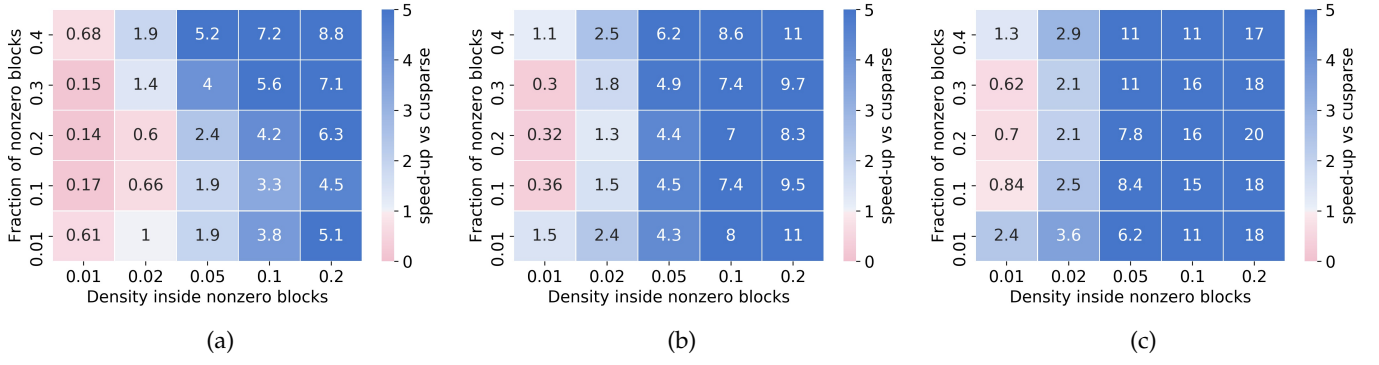 Fraction of nonzero blocks
0.4 0.68 1.9 5.2 7.2 8.8
0.3 0.15 1.4 4 5.6 7.1
0.2 0.14 0.6 2.4 4.2 6.3
0.1 0.17 0.66 1.9 3.3 4.5
0.01 0.61 1 1.9 3.8 5.1
0.01 0.02 0.05 0.1 0.2
Density inside nonzero blocks
5
4
3
2
1
0
speed-up vs cusparse
(a)
Fraction of nonzero blocks
0.4 1.1 2.5 6.2 8.6 11
0.3 0.3 1.8 4.9 7.4 9.7
0.2 0.32 1.3 4.4 7 8.3
0.1 0.36 1.5 4.5 7.4 9.5
0.01 1.5 2.4 4.3 8 11
0.01 0.02 0.05 0.1 0.2
Density inside nonzero blocks
5
4
3
2
1
0
speed-up vs cusparse
(b)
Fraction of nonzero blocks
0.4 1.3 2.9 11 11 17
0.3 0.62 2.1 11 16 18
0.2 0.7 2.1 7.8 16 20
0.1 0.84 2.5 8.4 15 18
0.01 2.4 3.6 6.2 11 18
0.01 0.02 0.05 0.1 0.2
Density inside nonzero blocks
5
4
3
2
1
0
speed-up vs cusparse
(c)